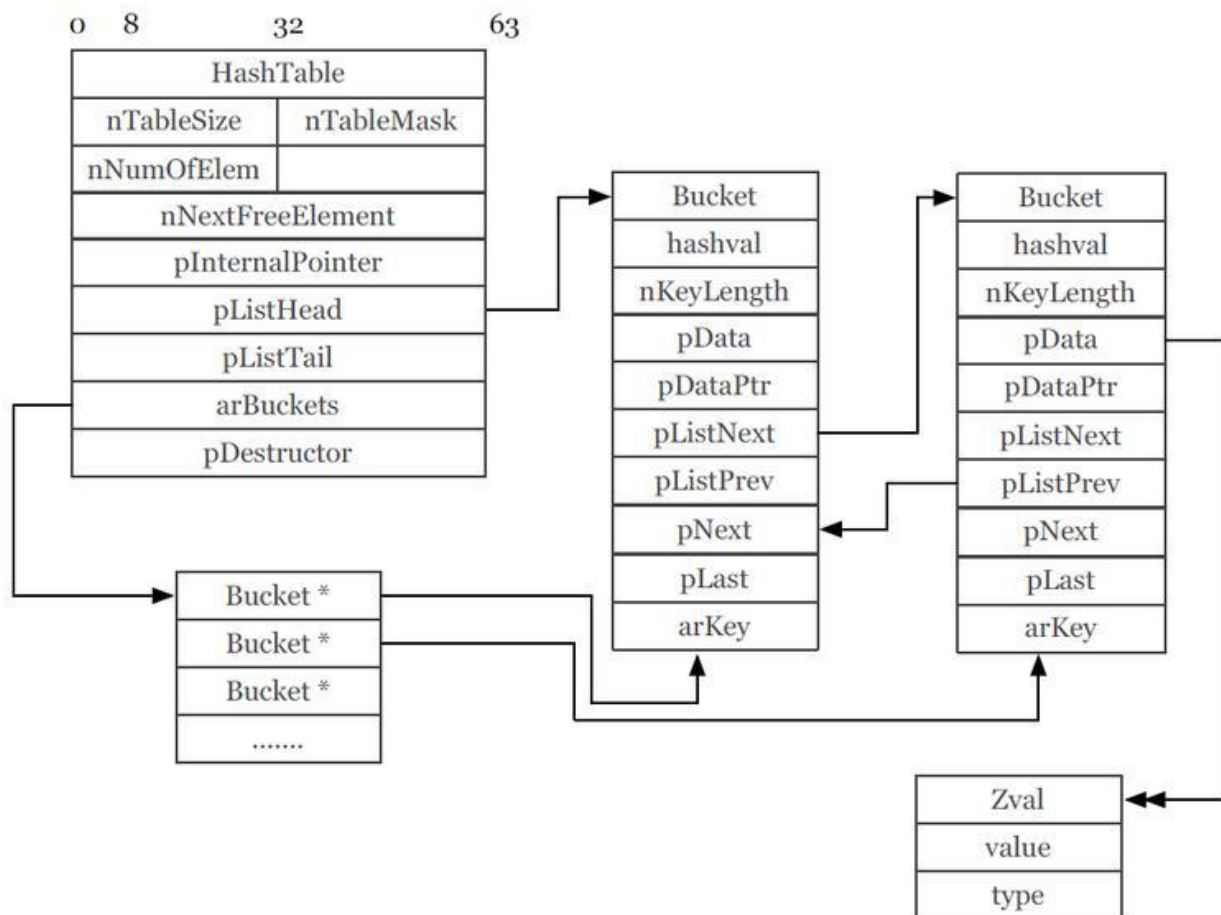 0 8 32 63
HashTable
nTableSize nTableMask
nNumOfElem
nNextFreeElement
pInternalPointer
pListHead
pListTail
arBuckets
pDestructor
Bucket *
Bucket *
Bucket *
.......
Bucket
hashval
nKeyLength
pData
pDataPtr
pListNext
pListPrev
pNext
pLast
arKey
Bucket
hashval
nKeyLength
pData
pDataPtr
pListNext
pListPrev
pNext
pLast
arKey
Zval
value
type